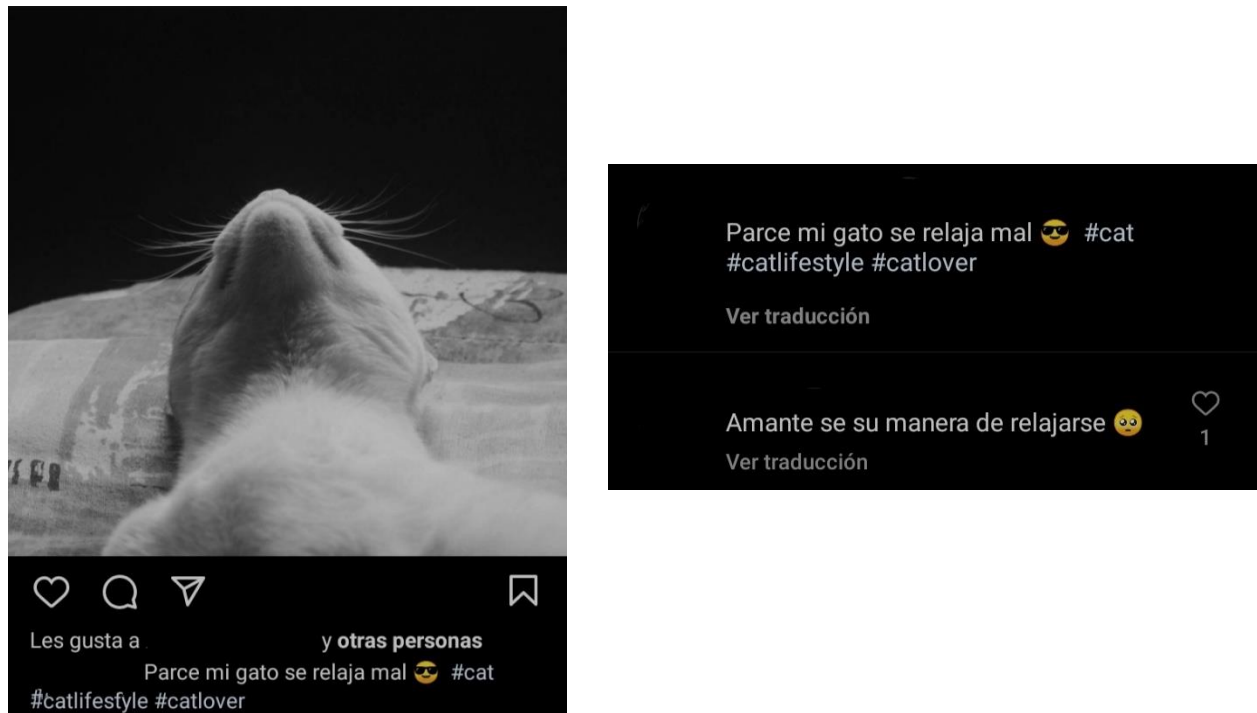 Les gusta a y otras personas
Parce mi gato se relaja mal 😎 #cat
#catlifestyle #catlover
Parce mi gato se relaja mal 😎 #cat
#catlifestyle #catlover
Ver traducción
Amante se su manera de relajarse 🥺
1
Ver traducción